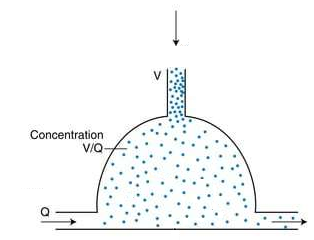 V
Concentration
V/Q
Q